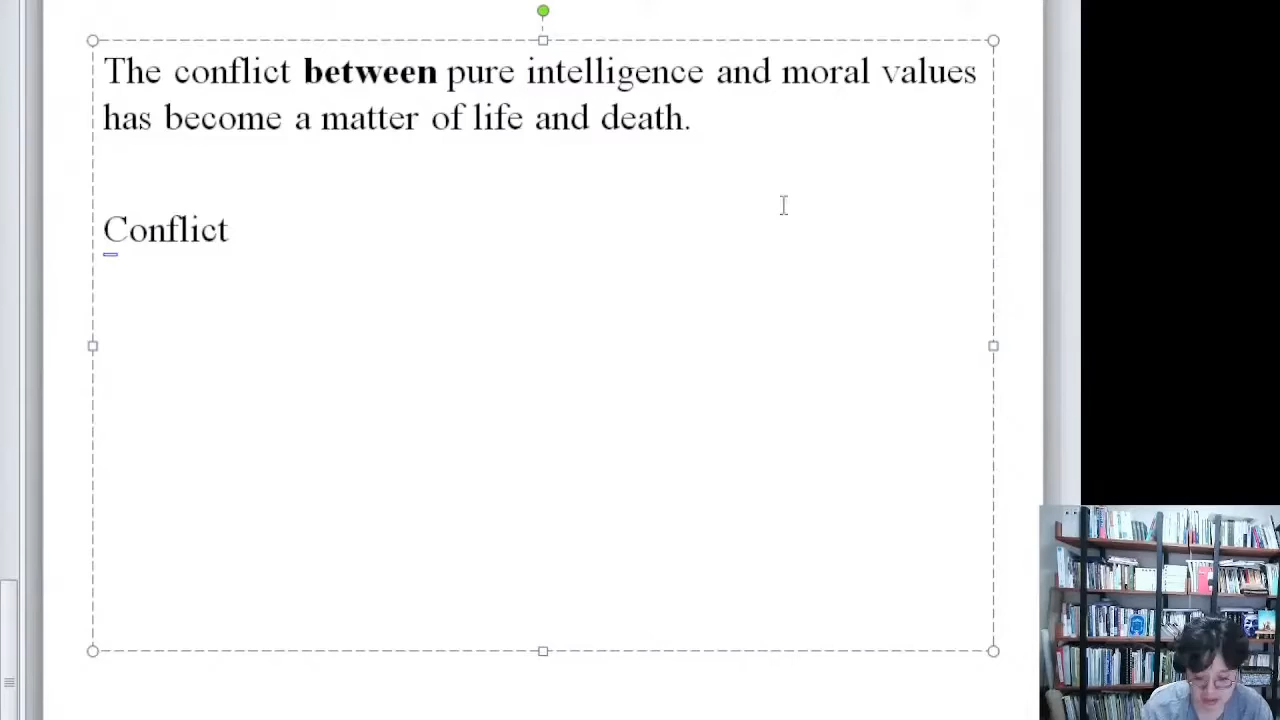 The conflict between pure intelligence and moral values
has become a matter of life and death.
Conflict